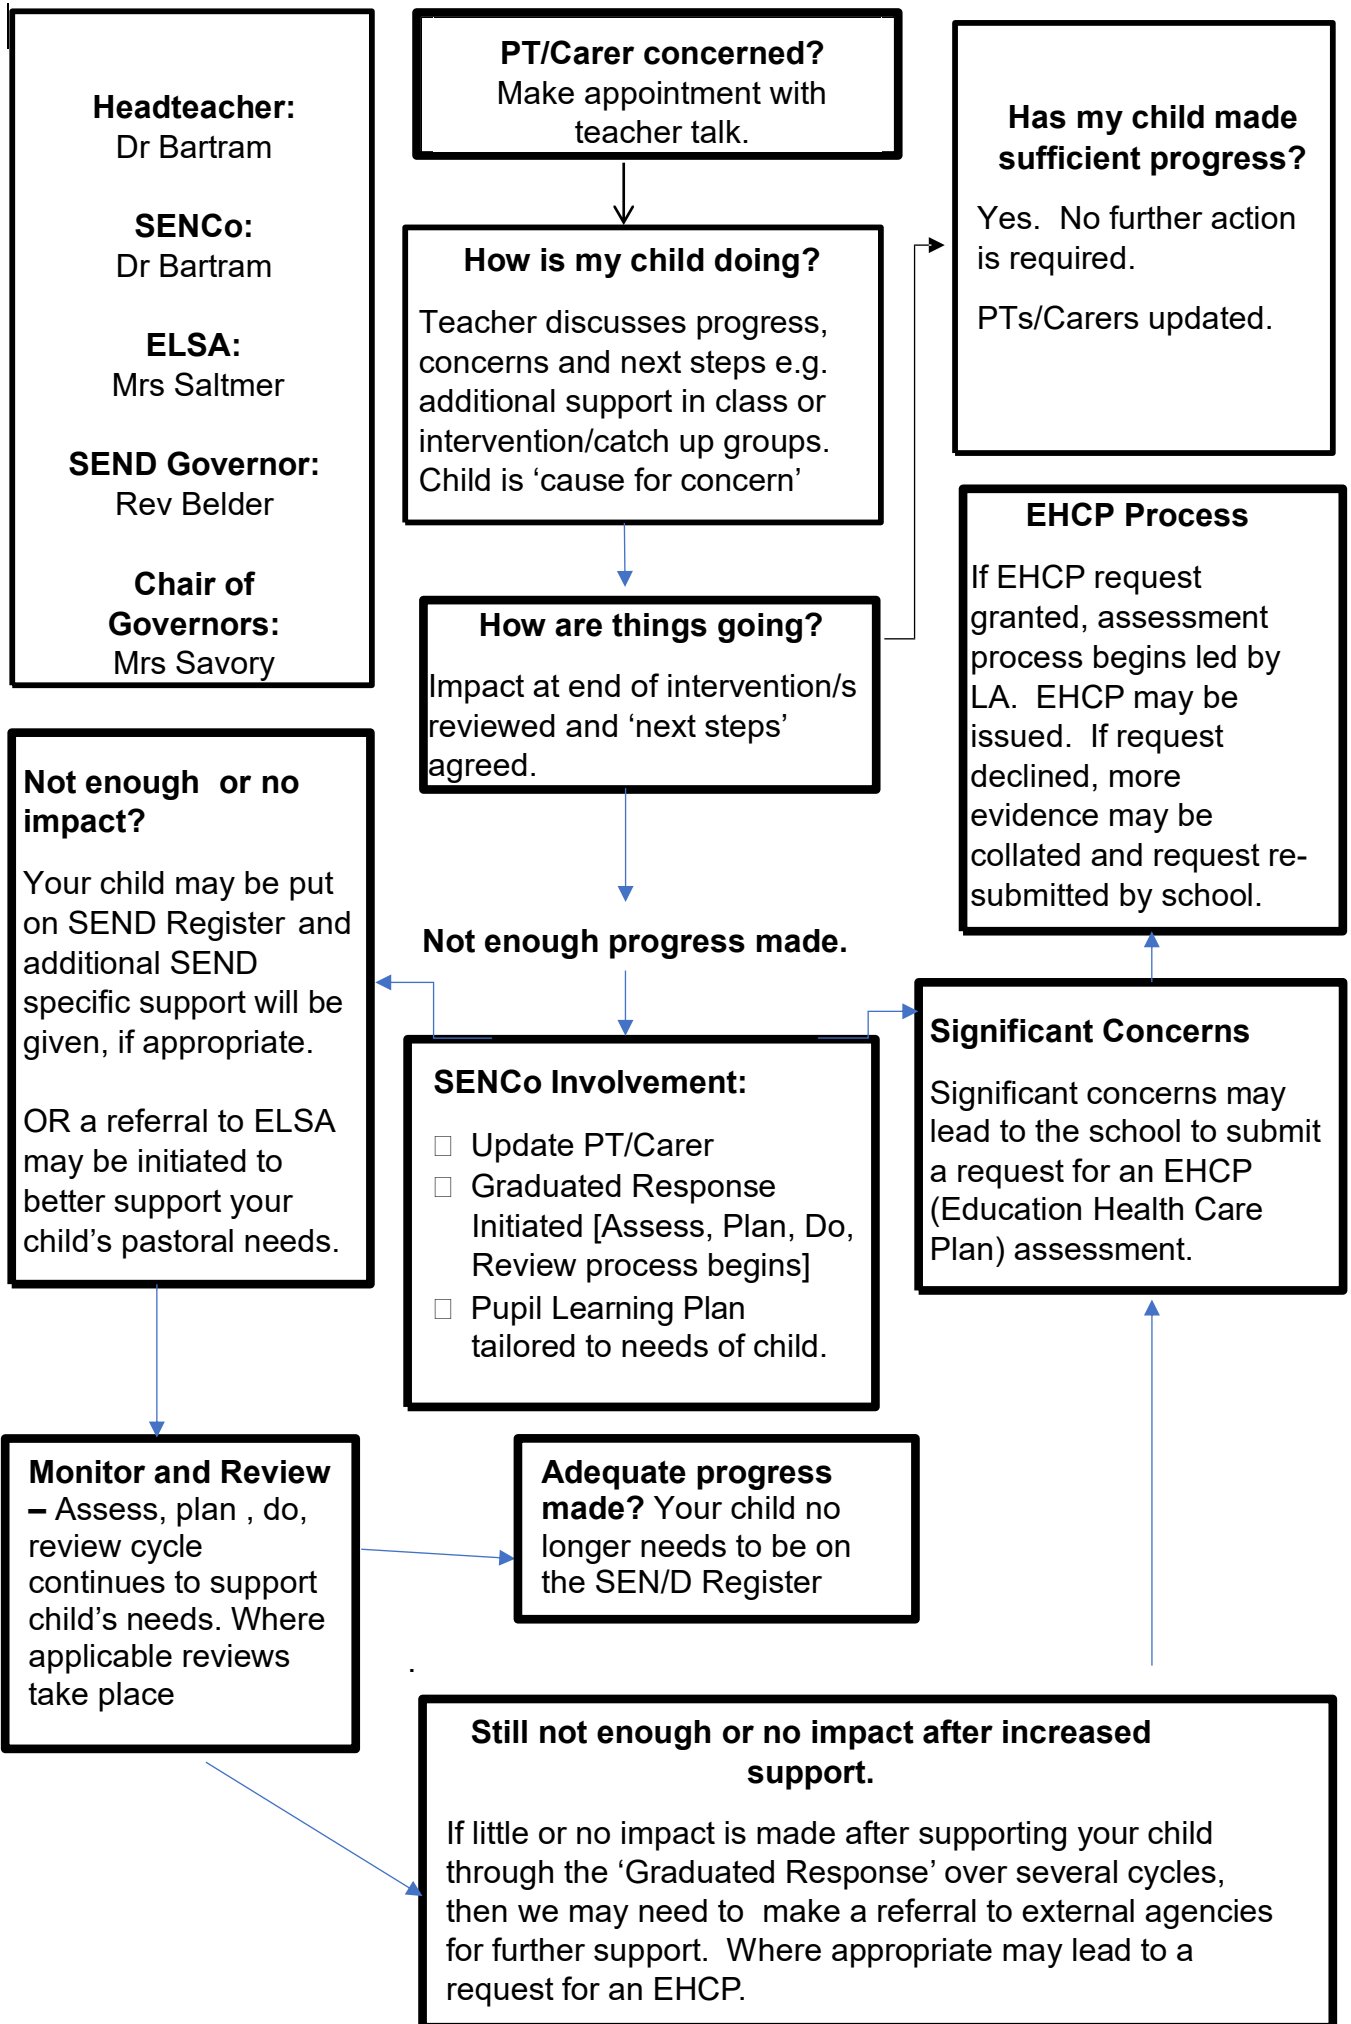 Headteacher:
Dr Bartram
SENCo:
Dr Bartram
ELSA:
Mrs Saltmer
SEND Governor:
Rev Belder
Chair of
Governors:
Mrs Savory
PT/Carer concerned?
Make appointment with
teacher talk.
How is my child doing?
Teacher discusses progress,
concerns and next steps e.g.
additional support in class or
intervention/catch up groups.
Child is ‘cause for concern’
Has my child made
sufficient progress?
Yes.  No further action
is required.
PTs/Carers updated.
How are things going?
Impact at end of intervention/s
reviewed and ‘next steps’
agreed.
EHCP Process
If EHCP request
granted, assessment
process begins led by
LA.  EHCP may be
issued.  If request
declined, more
evidence may be
collated and request re-
submitted by school.
Not enough  or no
impact?
Your child may be put
on SEND Register and
additional SEND
specific support will be
given, if appropriate.
OR a referral to ELSA
may be initiated to
better support your
child’s pastoral needs.
Not enough progress made.
SENCo Involvement:
Update PT/Carer
Graduated Response
Initiated [Assess, Plan, Do,
Review process begins]
Pupil Learning Plan
tailored to needs of child.
Significant Concerns
Significant concerns may
lead to the school to submit
a request for an EHCP
(Education Health Care
Plan) assessment.
Monitor and Review
– Assess, plan , do,
review cycle
continues to support
child’s needs. Where
applicable reviews
take place
Adequate progress
made? Your child no
longer needs to be on
the SEN/D Register
.
Still not enough or no impact after increased
support.
If little or no impact is made after supporting your child
through the ‘Graduated Response’ over several cycles,
then we may need to  make a referral to external agencies
for further support.  Where appropriate may lead to a
request for an EHCP.